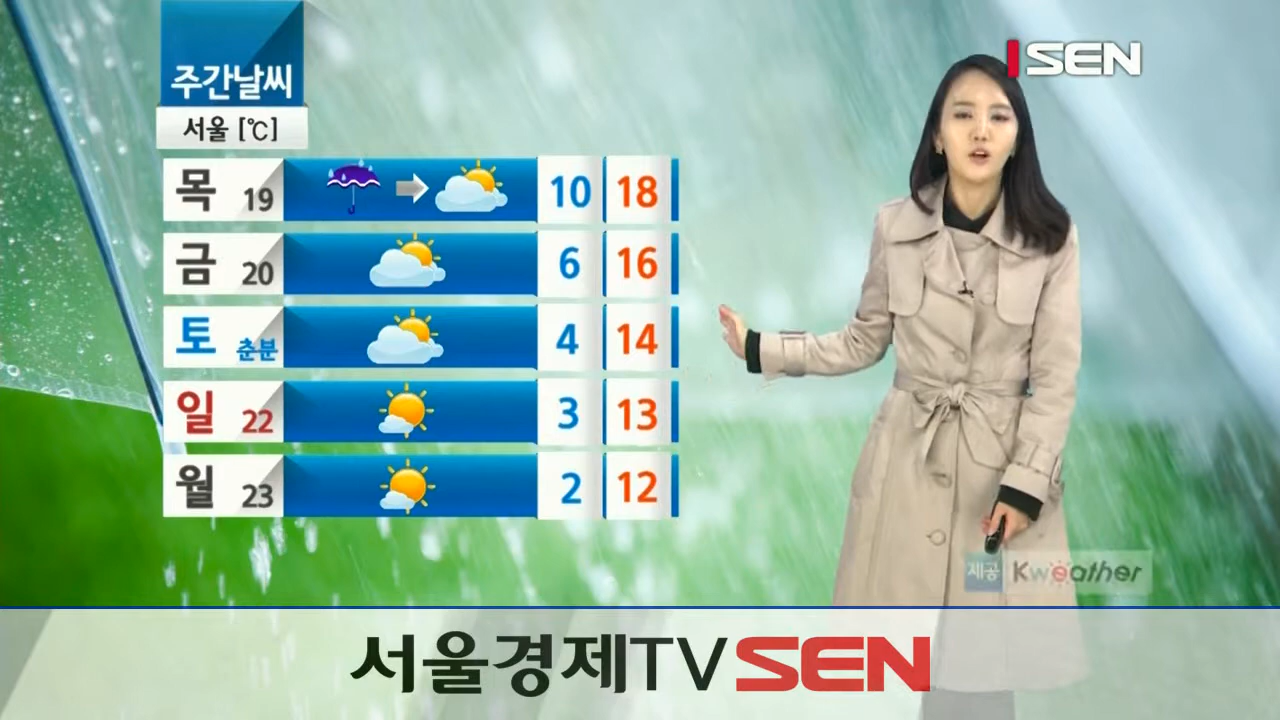 주간날씨
서울 [℃]
목 19 10 18
금 20 6 16
토 춘분 4 14
일 22 3 13
월 23 2 12
SEN
제공 Kweather
서울경제TV SEN